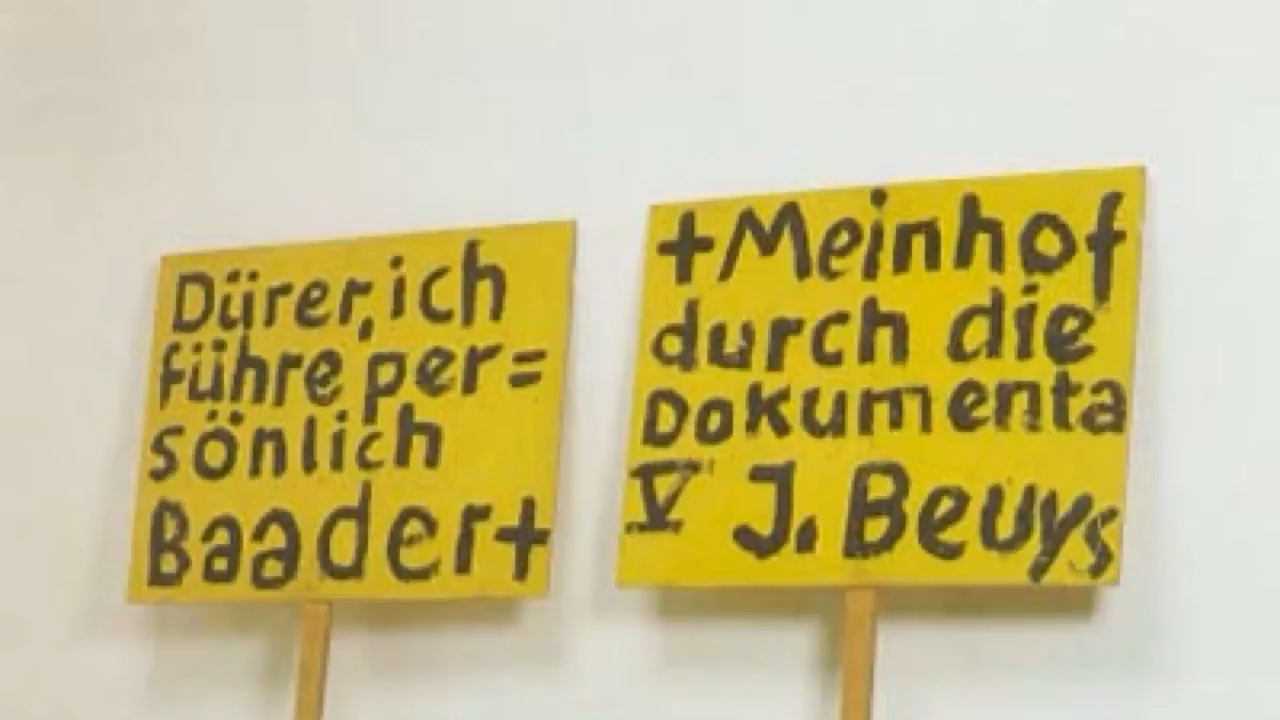 Dürer, ich
führe per=
sönlich
Baader+
+Meinhof
durch die
Dokumenta
V J. Beuys